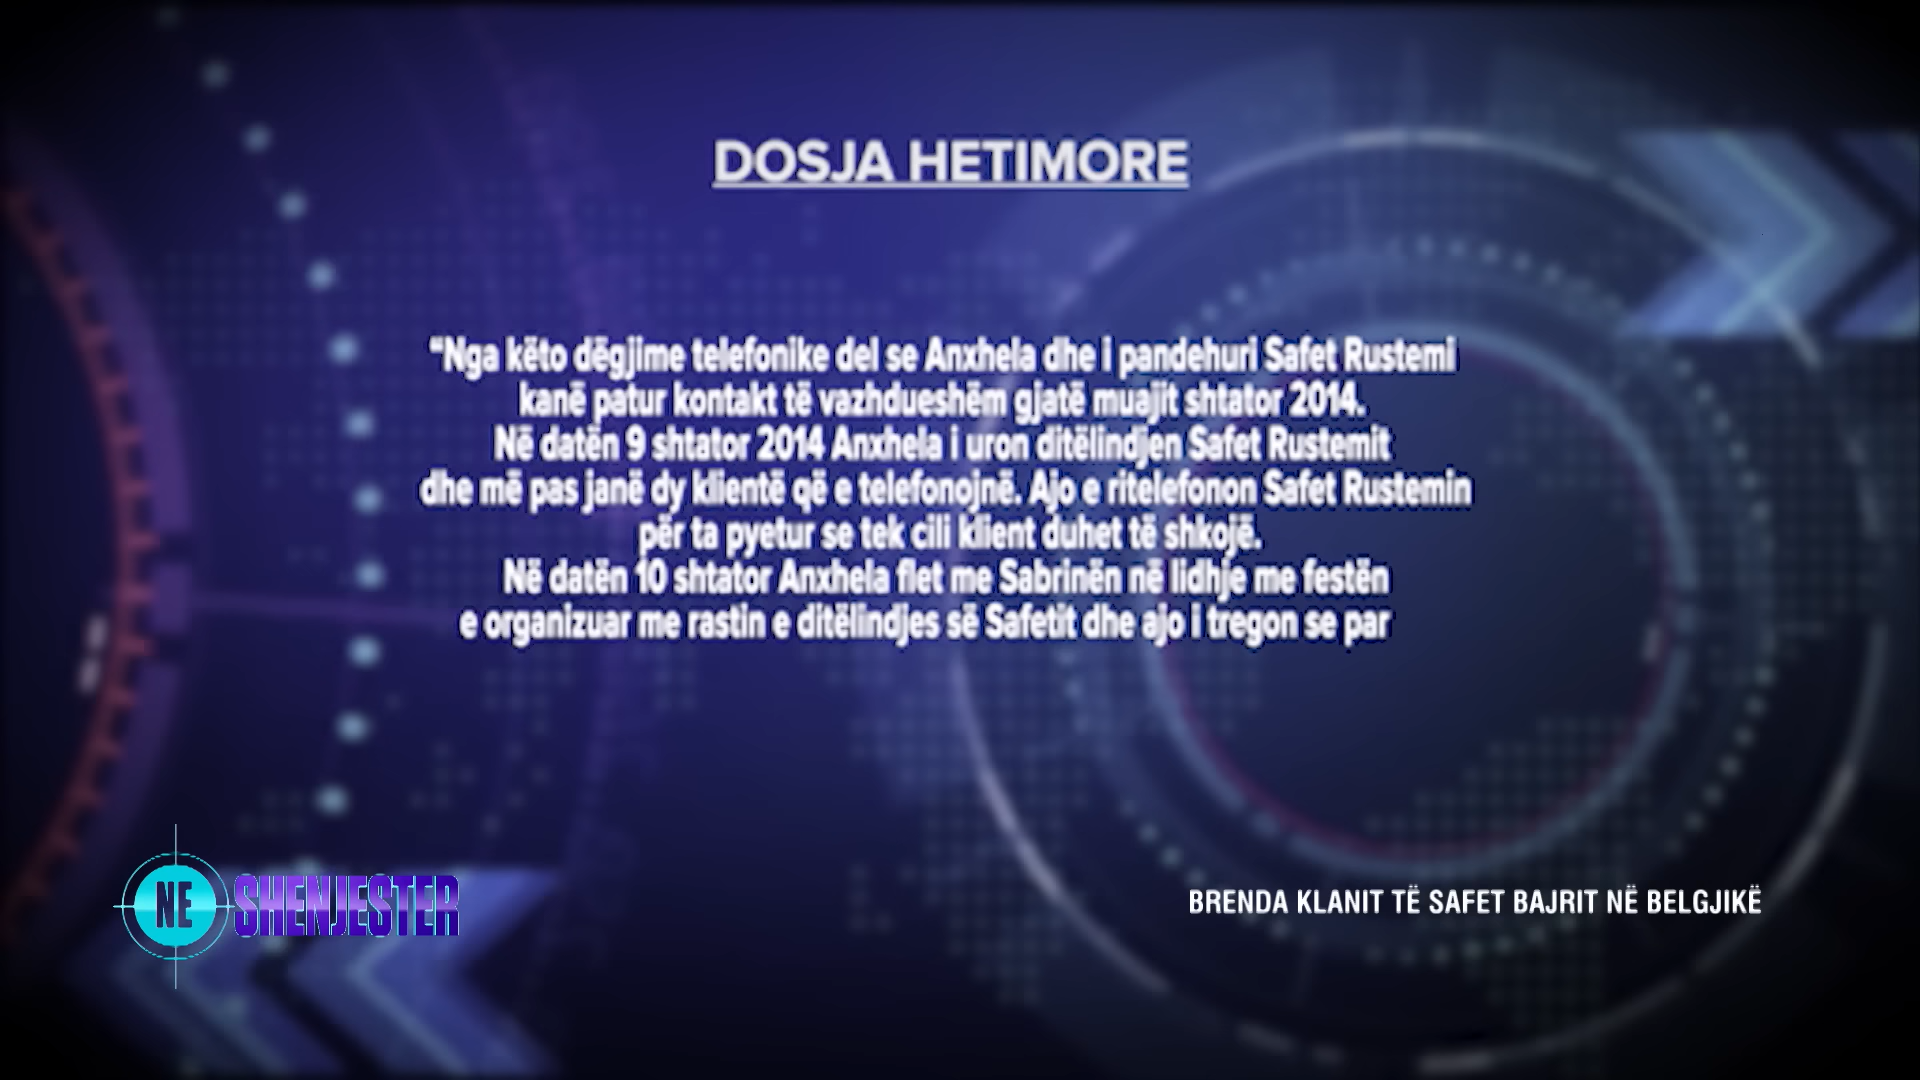 DOSJA HETIMORE
“Nga këto dëgjime telefonike del se Anxhela dhe i pandehuri Safet Rustemi
kanë patur kontakt të vazhdueshëm gjatë muajit shtator 2014.
Në datën 9 shtator 2014 Anxhela i uron ditëlindjen Safet Rustemit
dhe më pas janë dy klientë që e telefonojnë. Ajo e ritelefonon Safet Rustemin
për ta pyetur se tek cili klient duhet të shkojë.
Në datën 10 shtator Anxhela flet me Sabrinën në lidhje me festën
e organizuar me rastin e ditëlindjes së Safetit dhe ajo i tregon se par
NE SHENJESTER
BRENDA KLANIT TË SAFET BAJRIT NË BELGJIKË